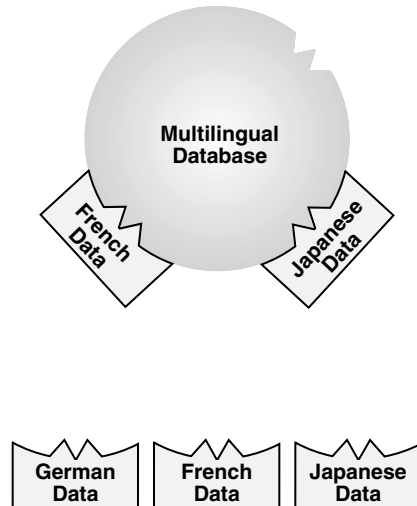 Multilingual
Database
French
Data
Japanese
Data
German
Data
French
Data
Japanese
Data